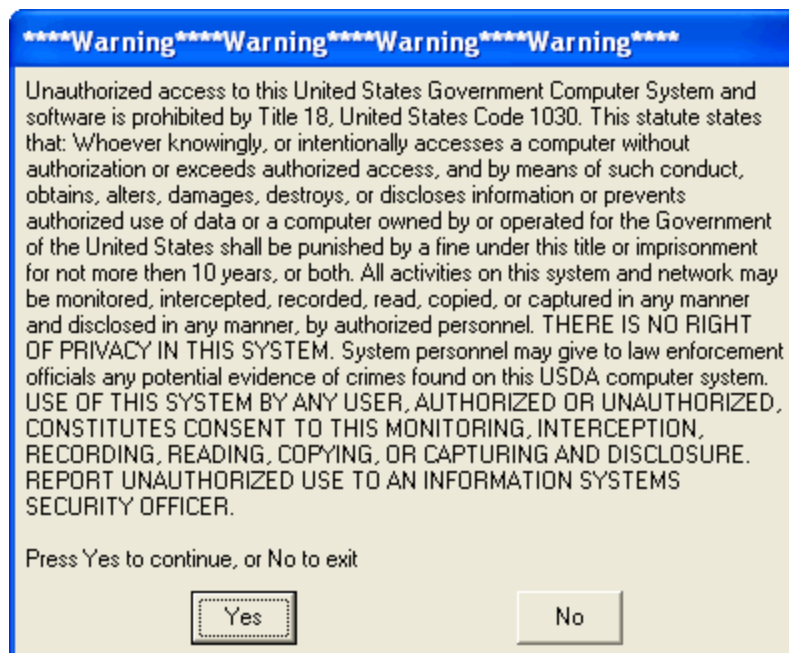 ****Warning****Warning****Warning****Warning****
Unauthorized access to this United States Government Computer System and
software is prohibited by Title 18, United States Code 1030. This statute states
that: Whoever knowingly, or intentionally accesses a computer without
authorization or exceeds authorized access, and by means of such conduct,
obtains, alters, damages, destroys, or discloses information or prevents
authorized use of data or a computer owned by or operated for the Government
of the United States shall be punished by a fine under this title or imprisonment
for not more then 10 years, or both. All activities on this system and network may
be monitored, intercepted, recorded, read, copied, or captured in any manner
and disclosed in any manner, by authorized personnel. THERE IS NO RIGHT
OF PRIVACY IN THIS SYSTEM. System personnel may give to law enforcement
officials any potential evidence of crimes found on this USDA computer system.
USE OF THIS SYSTEM BY ANY USER, AUTHORIZED OR UNAUTHORIZED,
CONSTITUTES CONSENT TO THIS MONITORING, INTERCEPTION,
RECORDING, READING, COPYING, OR CAPTURING AND DISCLOSURE.
REPORT UNAUTHORIZED USE TO AN INFORMATION SYSTEMS
SECURITY OFFICER.
Press Yes to continue, or No to exit
Yes No